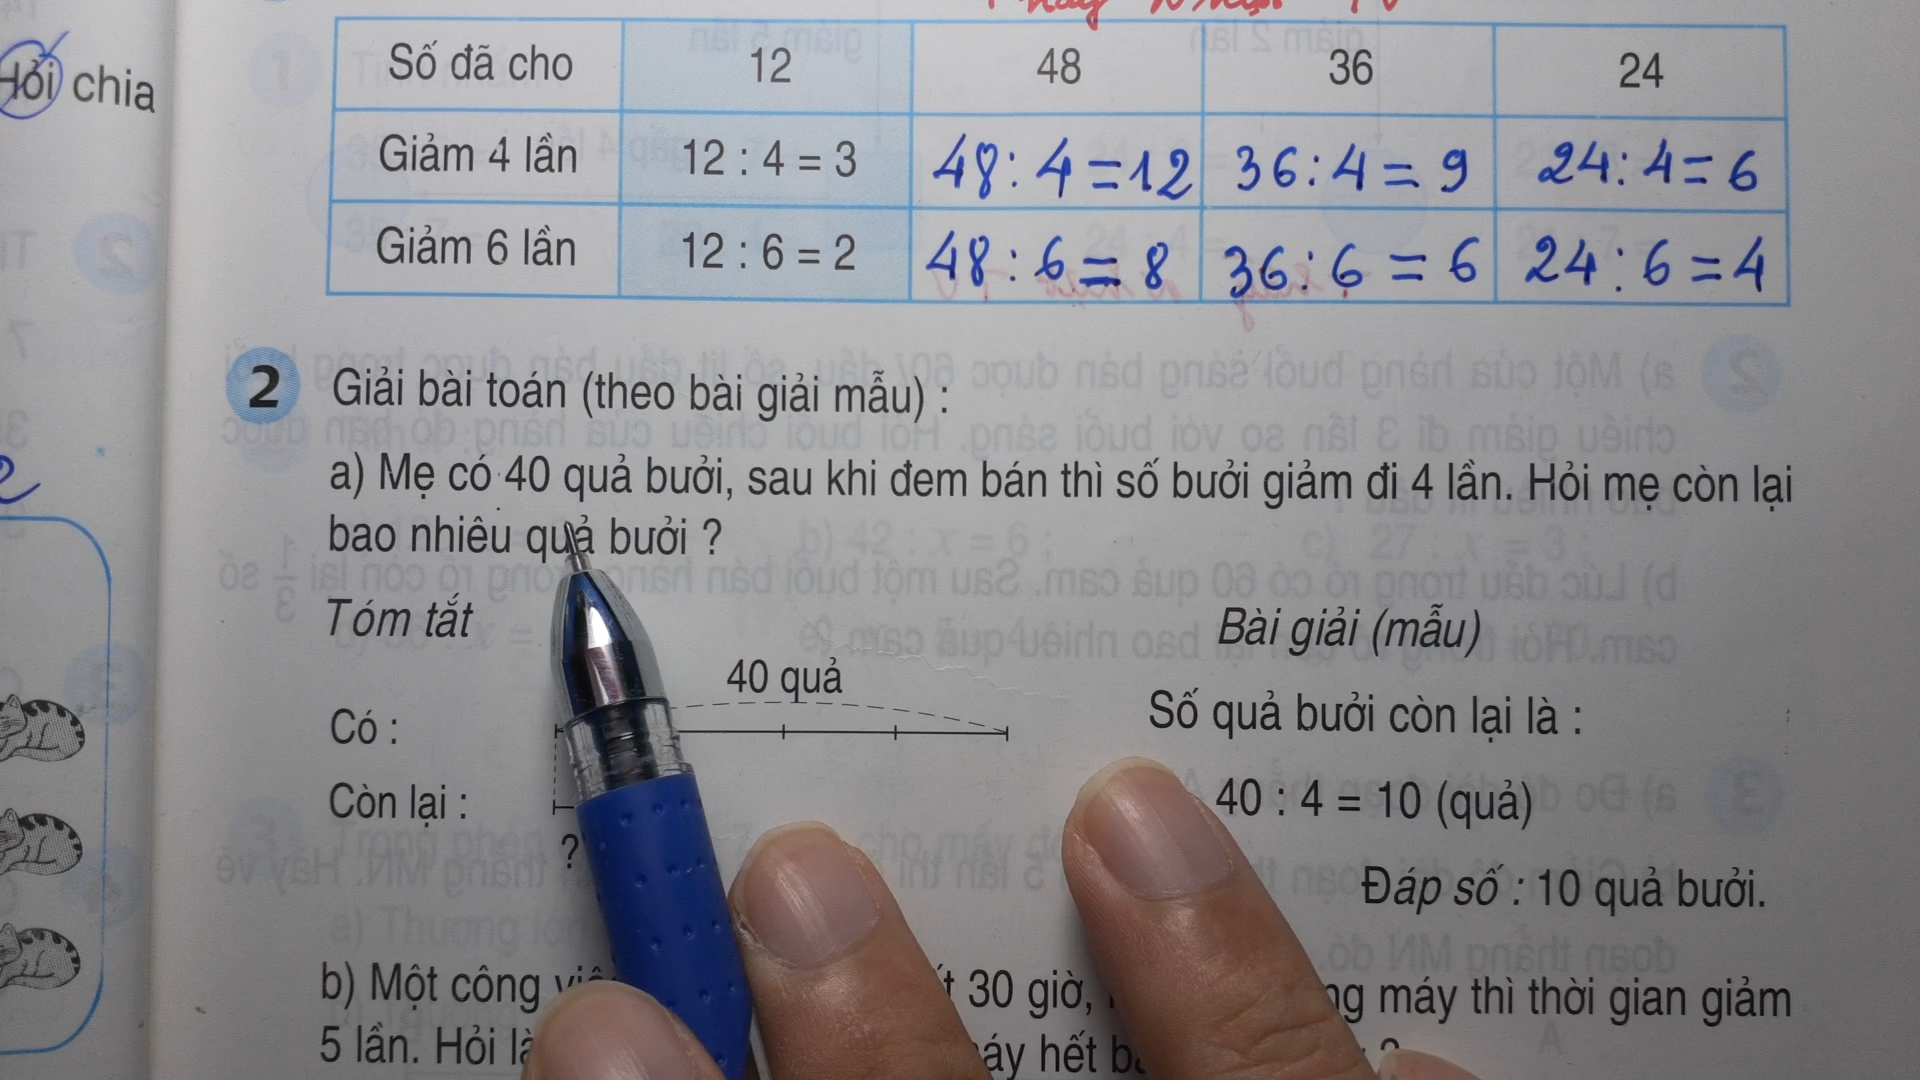 Hỏi chia
Số đã cho 12 48 36 24
Giảm 4 lần 12 : 4 = 3 48 : 4 = 12 36 : 4 = 9 24 : 4 = 6
Giảm 6 lần 12 : 6 = 2 48 : 6 = 8 36 : 6 = 6 24 : 6 = 4
2 Giải bài toán (theo bài giải mẫu) :
a) Mẹ có 40 quả bưởi, sau khi đem bán thì số bưởi giảm đi 4 lần. Hỏi mẹ còn lại
bao nhiêu quả bưởi ?
Tóm tắt
40 quả
Có :
Còn lại :
?
Bài giải (mẫu)
Số quả bưởi còn lại là :
40 : 4 = 10 (quả)
Đáp số : 10 quả bưởi.
b) Một công 30 giờ, máy thì thời gian giảm
5 lần. Hỏi hết